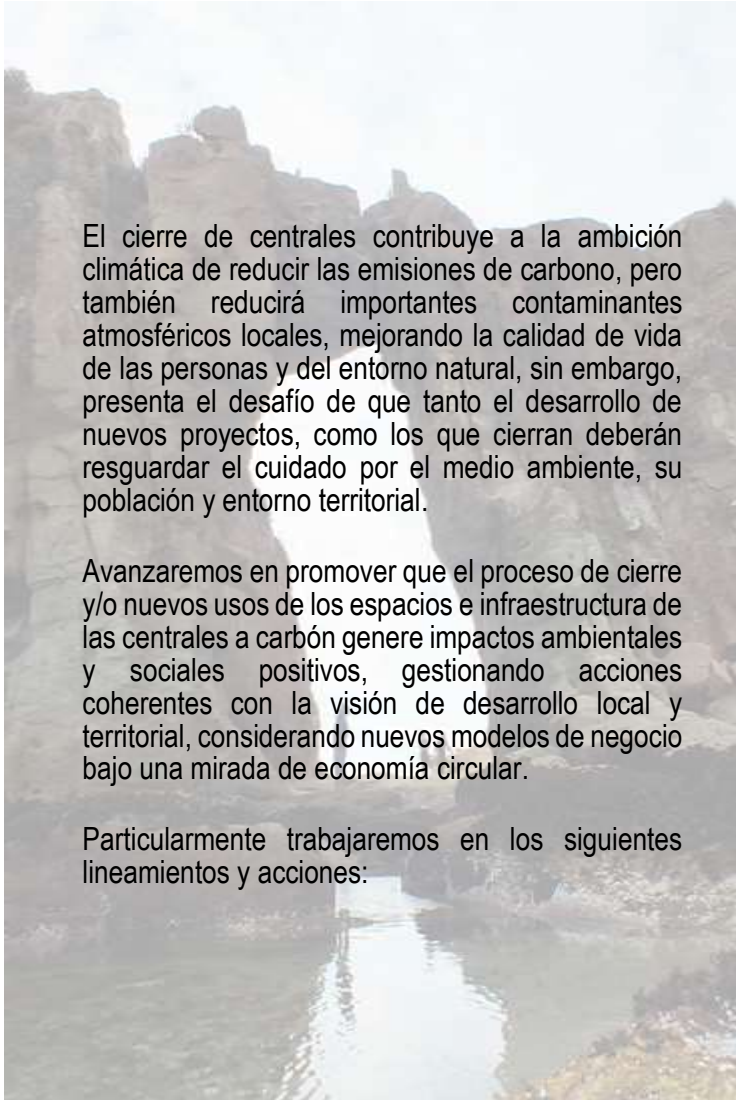 El cierre de centrales contribuye a la ambición
climática de reducir las emisiones de carbono, pero
también reducirá importantes contaminantes
atmosféricos locales, mejorando la calidad de vida
de las personas y del entorno natural, sin embargo,
presenta el desafío de que tanto el desarrollo de
nuevos proyectos, como los que cierran deberán
resguardar el cuidado por el medio ambiente, su
población y entorno territorial.
Avanzaremos en promover que el proceso de cierre
y/o nuevos usos de los espacios e infraestructura de
las centrales a carbón genere impactos ambientales
y sociales positivos, gestionando acciones
coherentes con la visión de desarrollo local y
territorial, considerando nuevos modelos de negocio
bajo una mirada de economía circular.
Particularmente trabajaremos en los siguientes
lineamientos y acciones: